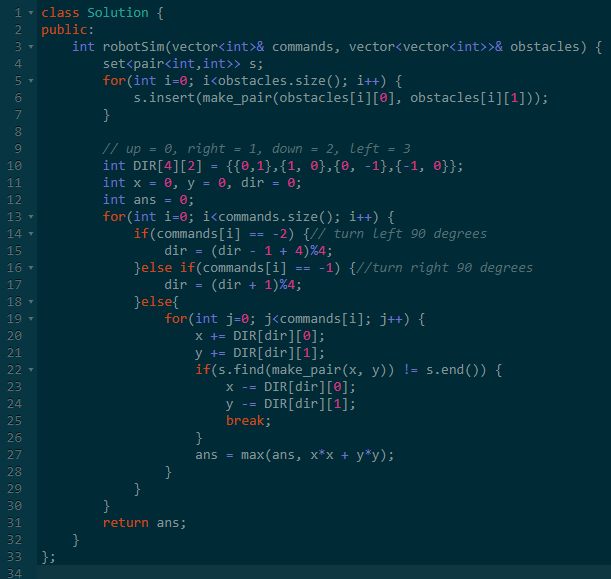 1 class Solution {
2 public:
3     int robotSim(vector<int>& commands, vector<vector<int>>& obstacles) {
4         set<pair<int,int>> s;
5         for(int i=0; i<obstacles.size(); i++) {
6             s.insert(make_pair(obstacles[i][0], obstacles[i][1]));
7         }
8
9         // up = 0, right = 1, down = 2, left = 3
10         int DIR[4][2] = {{0,1},{1, 0},{0, -1},{-1, 0}};
11         int x = 0, y = 0, dir = 0;
12         int ans = 0;
13         for(int i=0; i<commands.size(); i++) {
14             if(commands[i] == -2) {// turn left 90 degrees
15                 dir = (dir - 1 + 4)%4;
16             }else if(commands[i] == -1) {//turn right 90 degrees
17                 dir = (dir + 1)%4;
18             }else{
19                 for(int j=0; j<commands[i]; j++) {
20                     x += DIR[dir][0];
21                     y += DIR[dir][1];
22                     if(s.find(make_pair(x, y)) != s.end()) {
23                         x -= DIR[dir][0];
24                         y -= DIR[dir][1];
25                         break;
26                     }
27                     ans = max(ans, x*x + y*y);
28                 }
29             }
30         }
31         return ans;
32     }
33 };
34